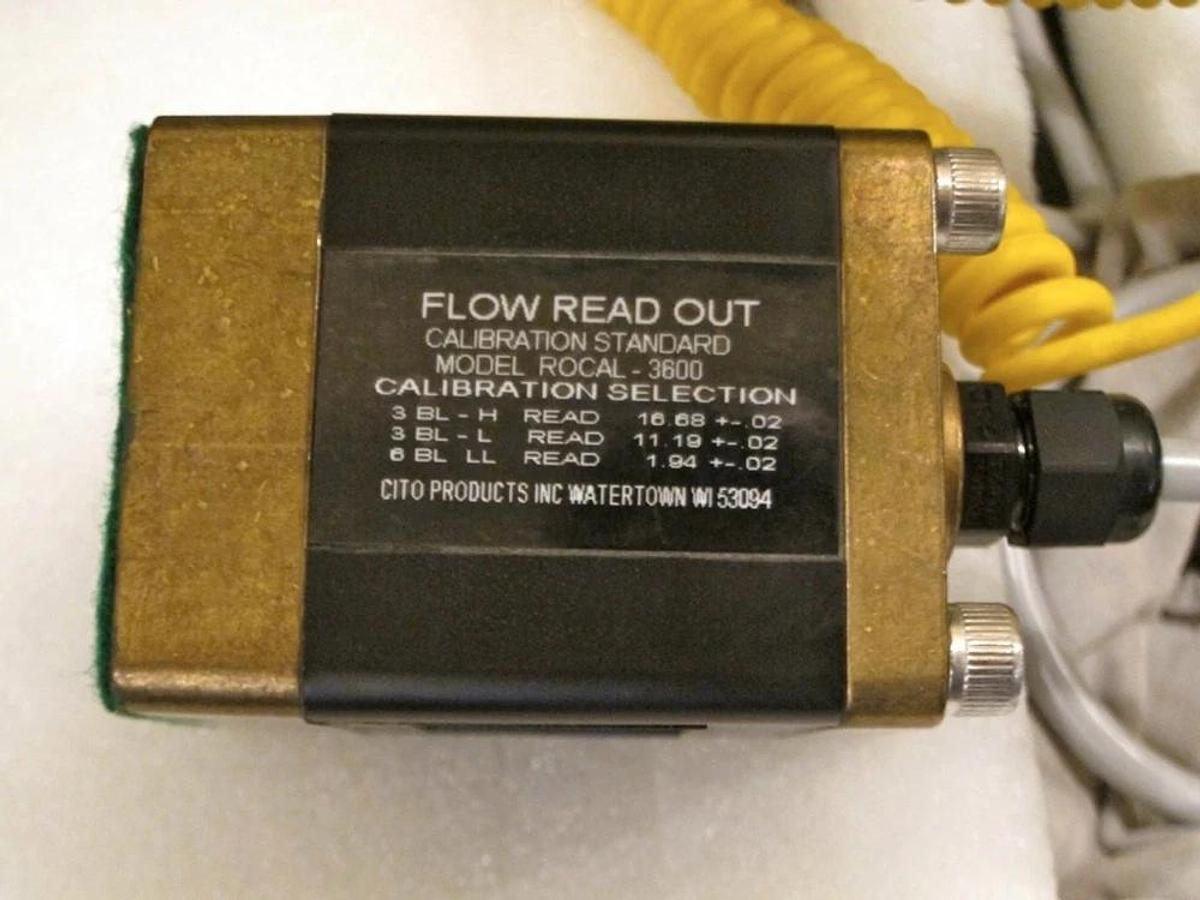 FLOW READ OUT
CALIBRATION STANDARD
MODEL ROCAL - 3600
CALIBRATION SELECTION
3 BL - H READ 16.68 +-.02
3 BL - L READ 11.19 +-.02
6 BL LL READ 1.94 +-.02
CITO PRODUCTS INC WATERTOWN WI 53094